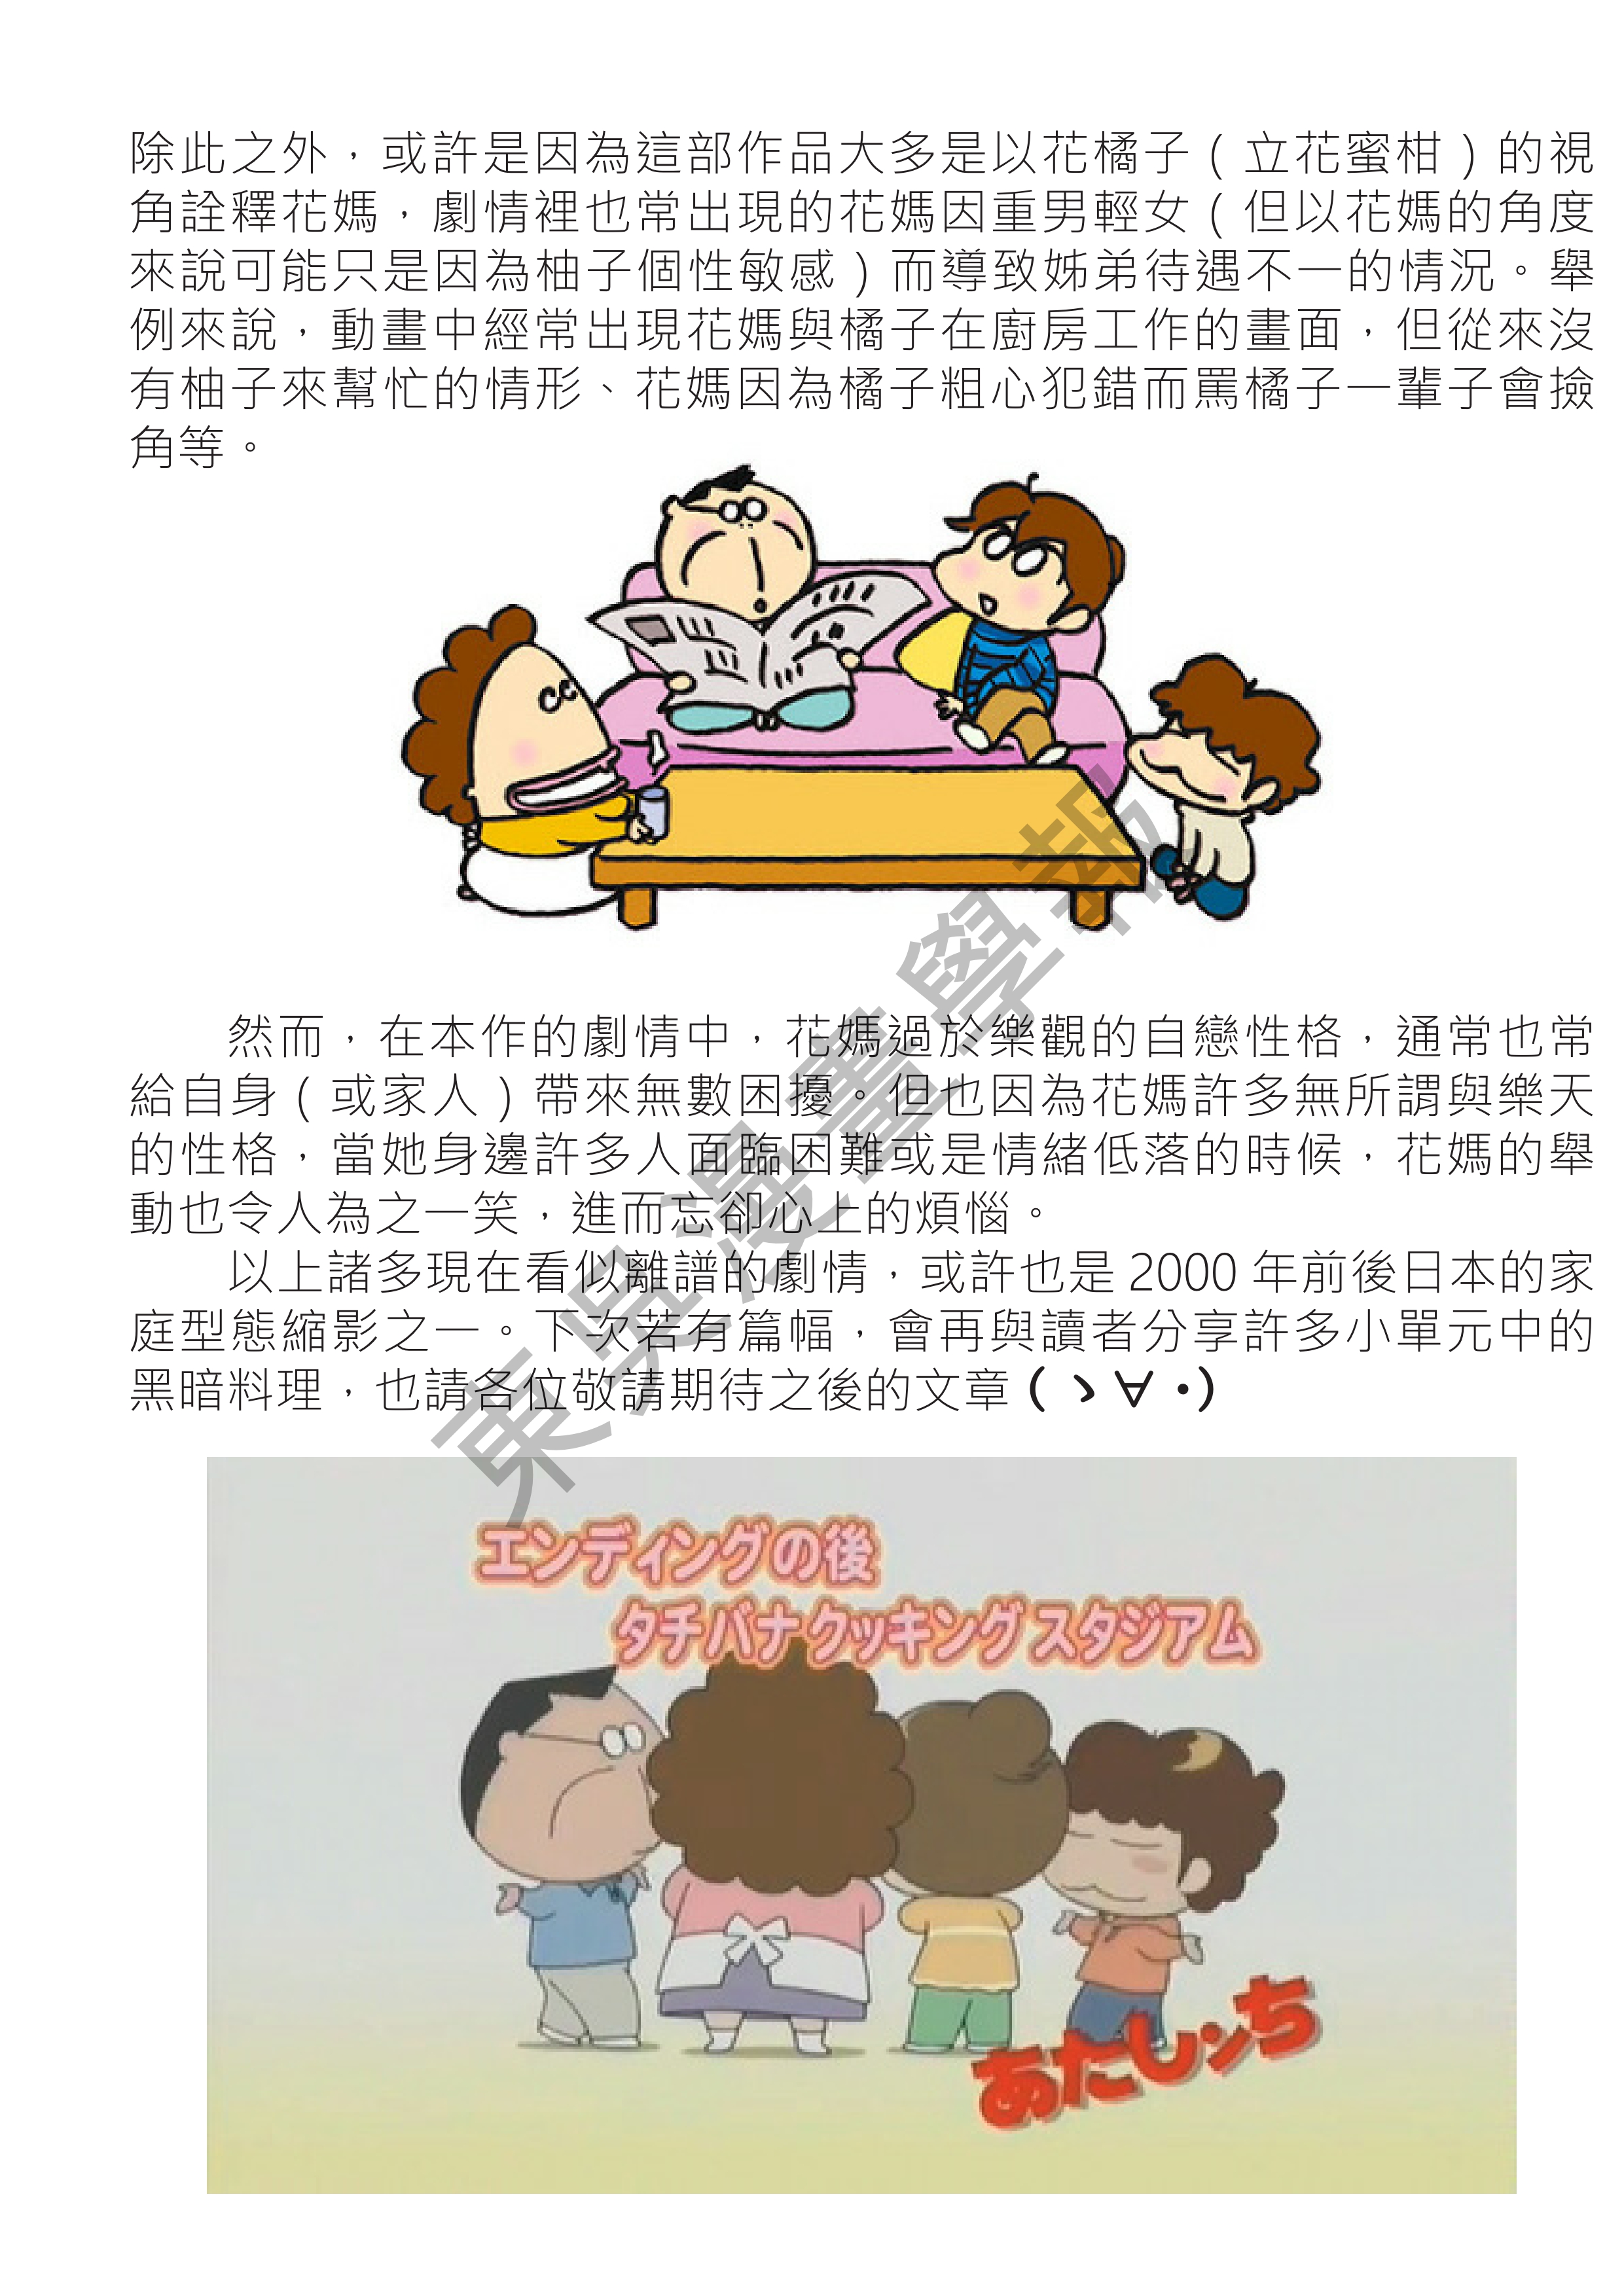 除此之外，或許是因為這部作品大多是以花橘子（立花蜜柑）的視
角詮釋花媽，劇情裡也常出現的花媽因重男輕女（但以花媽的角度
來說可能只是因為柚子個性敏感）而導致姊弟待遇不一的情況。舉
例來說，動畫中經常出現花媽與橘子在廚房工作的畫面，但從來沒
有柚子來幫忙的情形、花媽因為橘子粗心犯錯而罵橘子一輩子會撿
角等。
然而，在本作的劇情中，花媽過於樂觀的自戀性格，通常也常
給自身（或家人）帶來無數困擾。但也因為花媽許多無所謂與樂天
的性格，當她身邊許多人面臨困難或是情緒低落的時候，花媽的舉
動也令人為之一笑，進而忘卻心上的煩惱。
以上諸多現在看似離譜的劇情，或許也是 2000 年前後日本的家
庭型態縮影之一。下次若有篇幅，會再與讀者分享許多小單元中的
黑暗料理，也請各位敬請期待之後的文章 (ゝ∀･)
東吳漫畫學報
エンディングの後
タチバナクッキングスタジアム
あたしンち